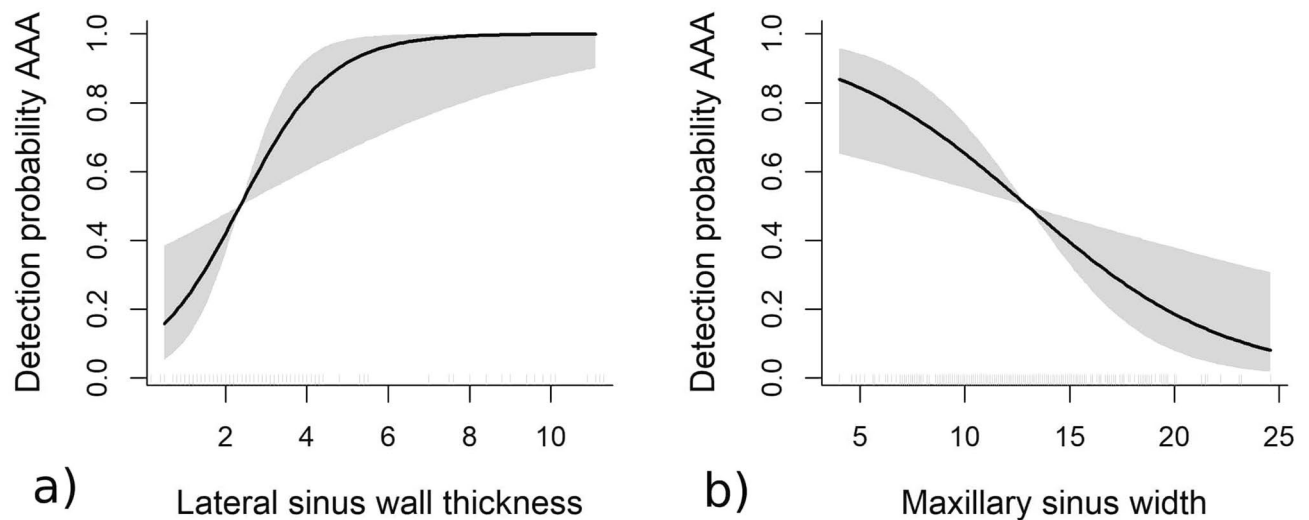 Detection probability AAA
1.0
0.8
0.6
0.4
0.2
0.0
2 4 6 8 10
a) Lateral sinus wall thickness
Detection probability AAA
1.0
0.8
0.6
0.4
0.2
0.0
5 10 15 20 25
b) Maxillary sinus width